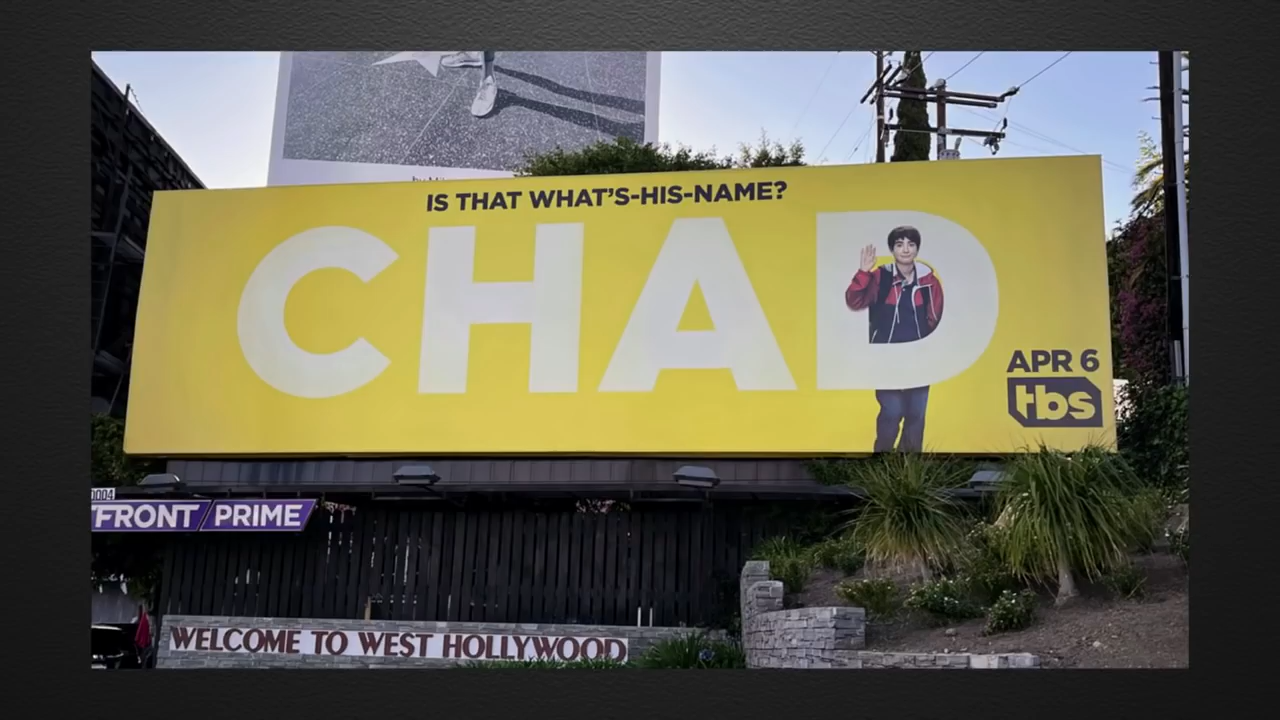 IS THAT WHAT'S-HIS-NAME?
CHAD
APR 6
tbs
FRONT PRIME
WELCOME TO WEST HOLLYWOOD